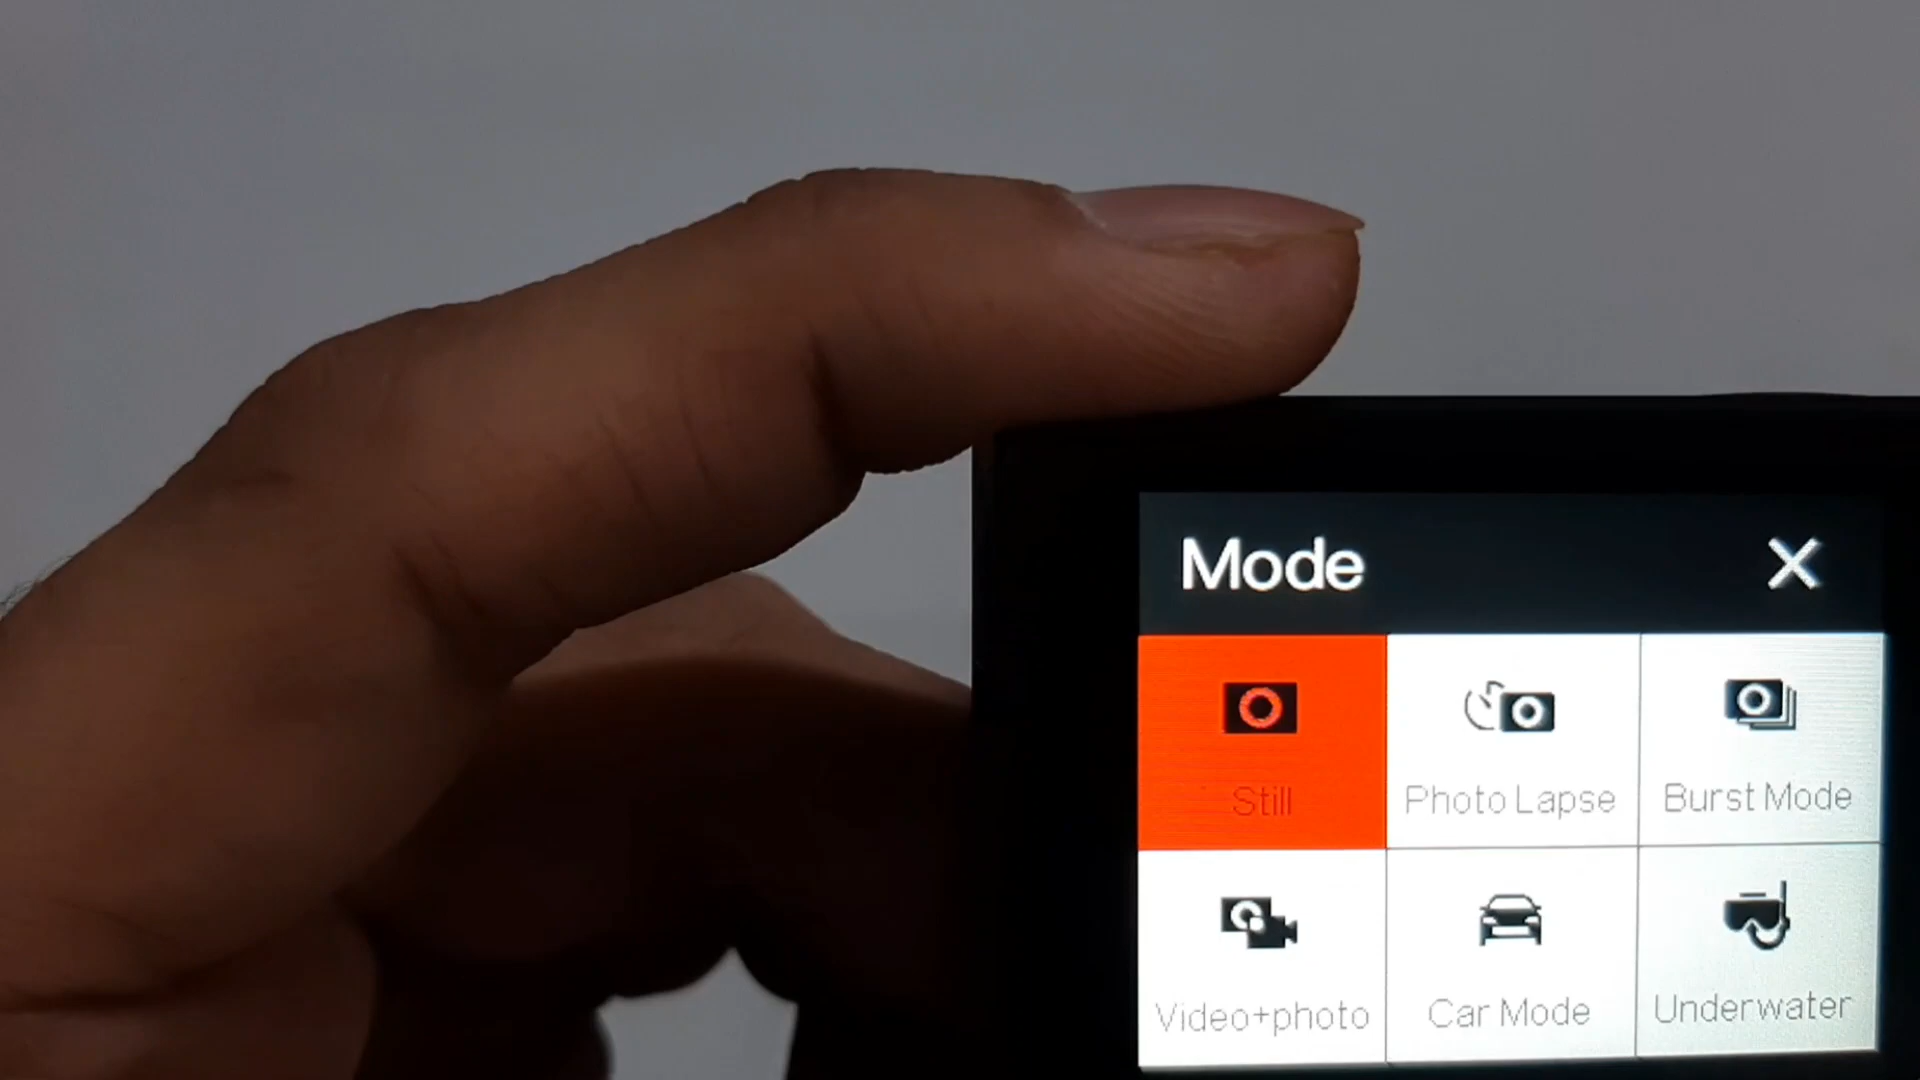 Mode
Still
Photo Lapse
Burst Mode
Video+photo
Car Mode
Underwater